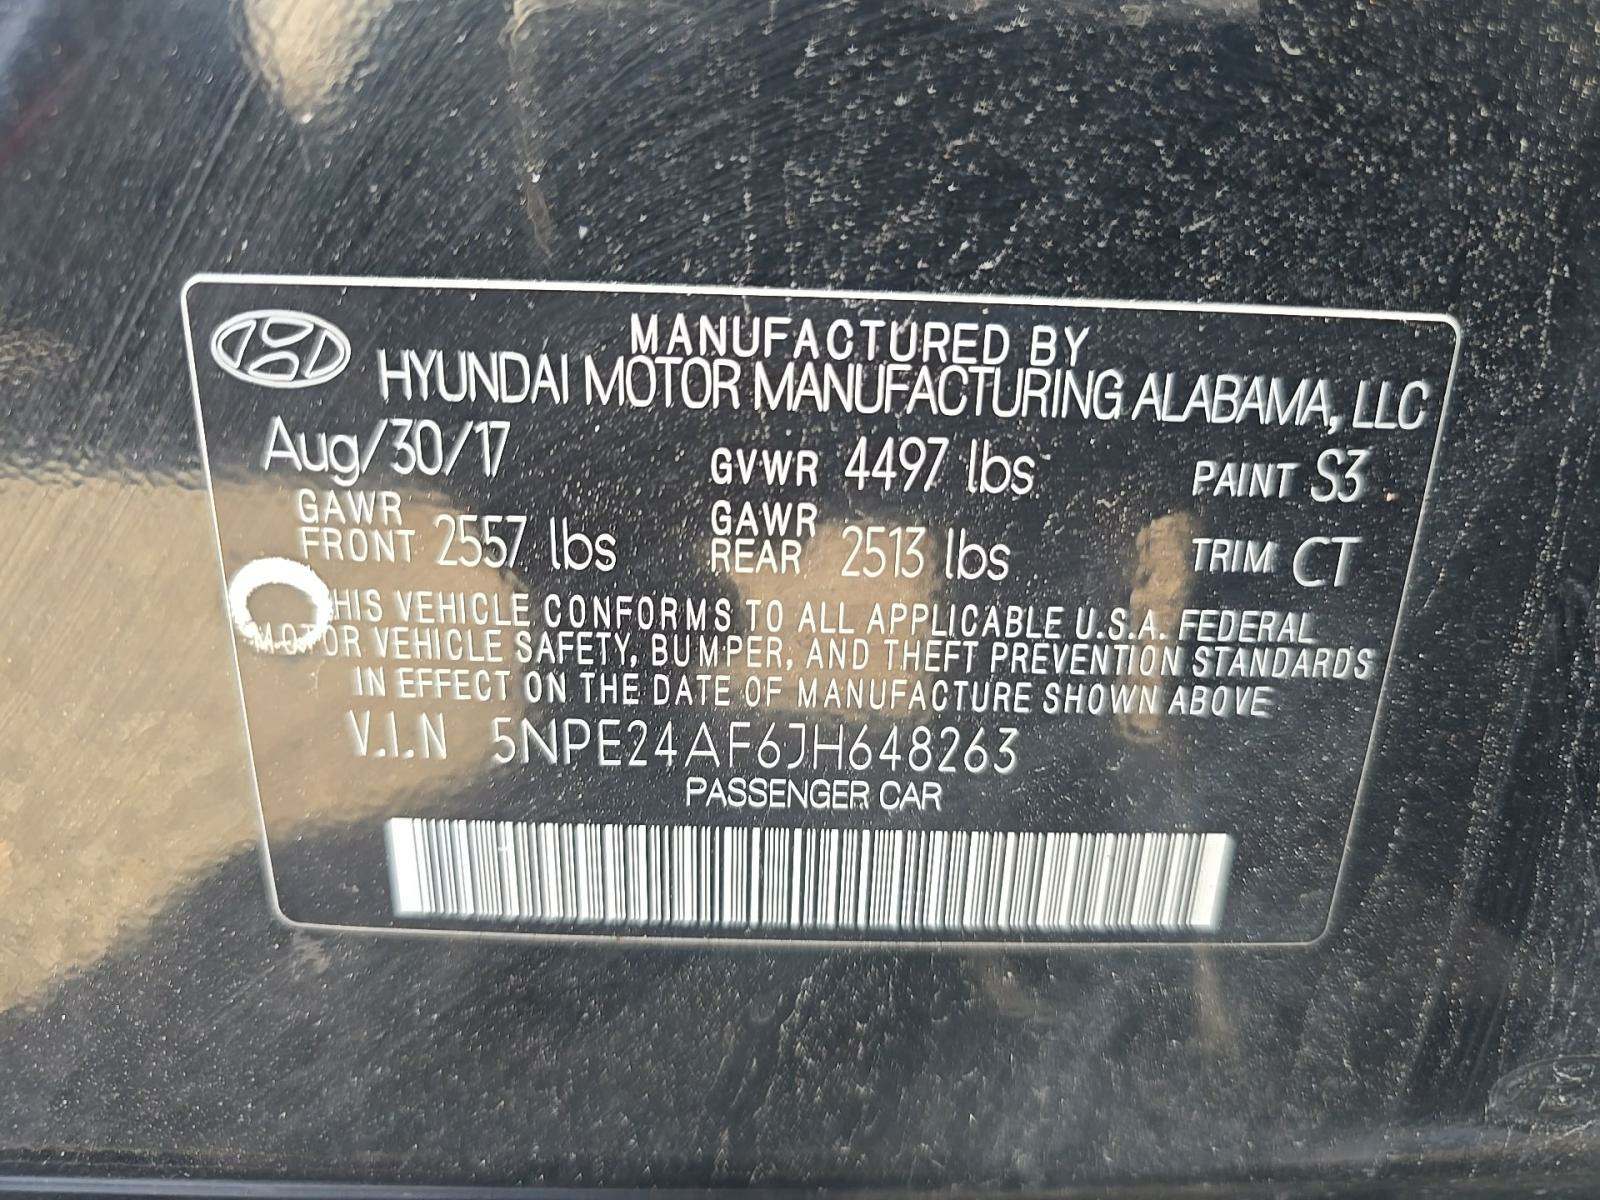 MANUFACTURED BY
HYUNDAI MOTOR MANUFACTURING ALABAMA, LLC
Aug/30/17 GVWR 4497 lbs PAINT S3
GAWR FRONT 2557 lbs GAWR REAR 2513 lbs TRIM CT
HIS VEHICLE CONFORMS TO ALL APPLICABLE U.S.A. FEDERAL
MOTOR VEHICLE SAFETY, BUMPER, AND THEFT PREVENTION STANDARDS
IN EFFECT ON THE DATE OF MANUFACTURE SHOWN ABOVE
V.I.N 5NPE24AF6JH648263
PASSENGER CAR